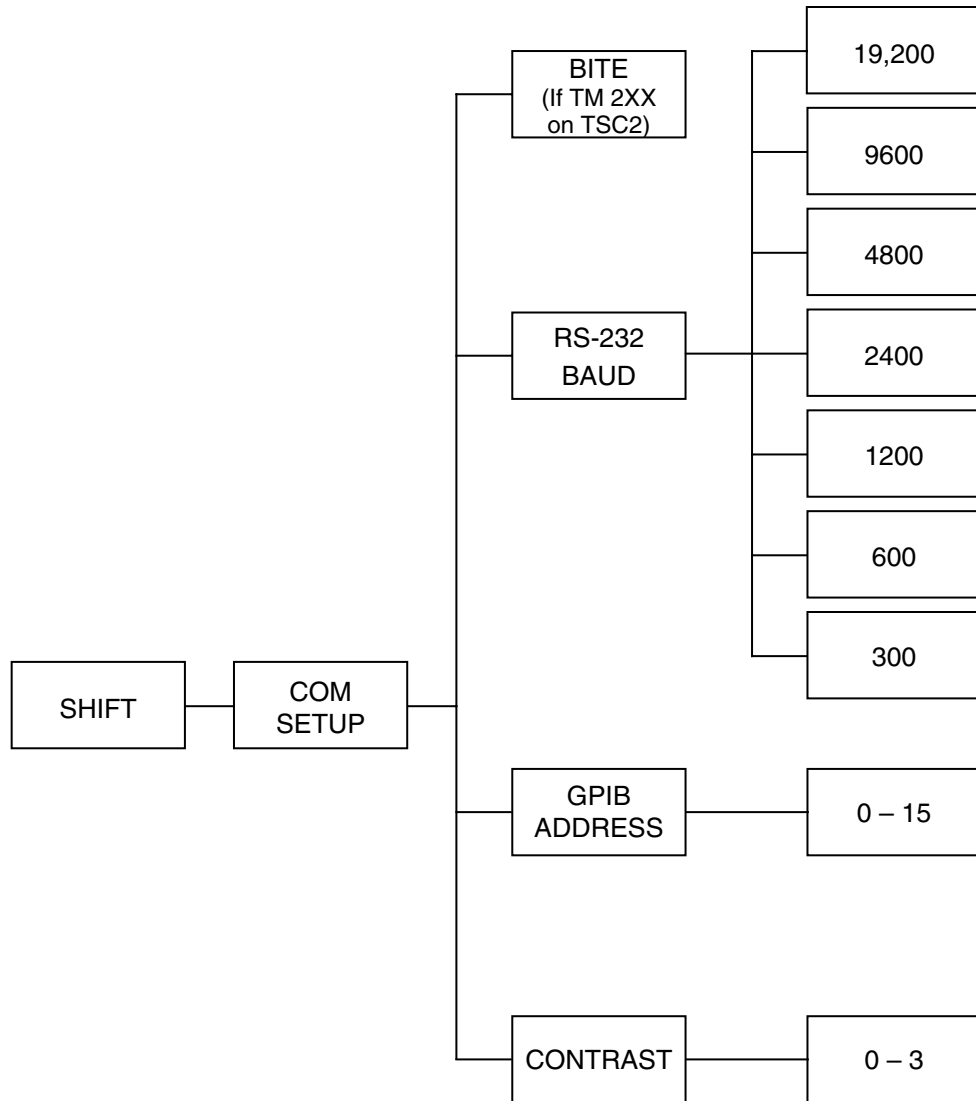 SHIFT
COM
SETUP
BITE
(If TM 2XX
on TSC2)
RS-232
BAUD
19,200
9600
4800
2400
1200
600
300
GPIB
ADDRESS
0 – 15
CONTRAST
0 – 3